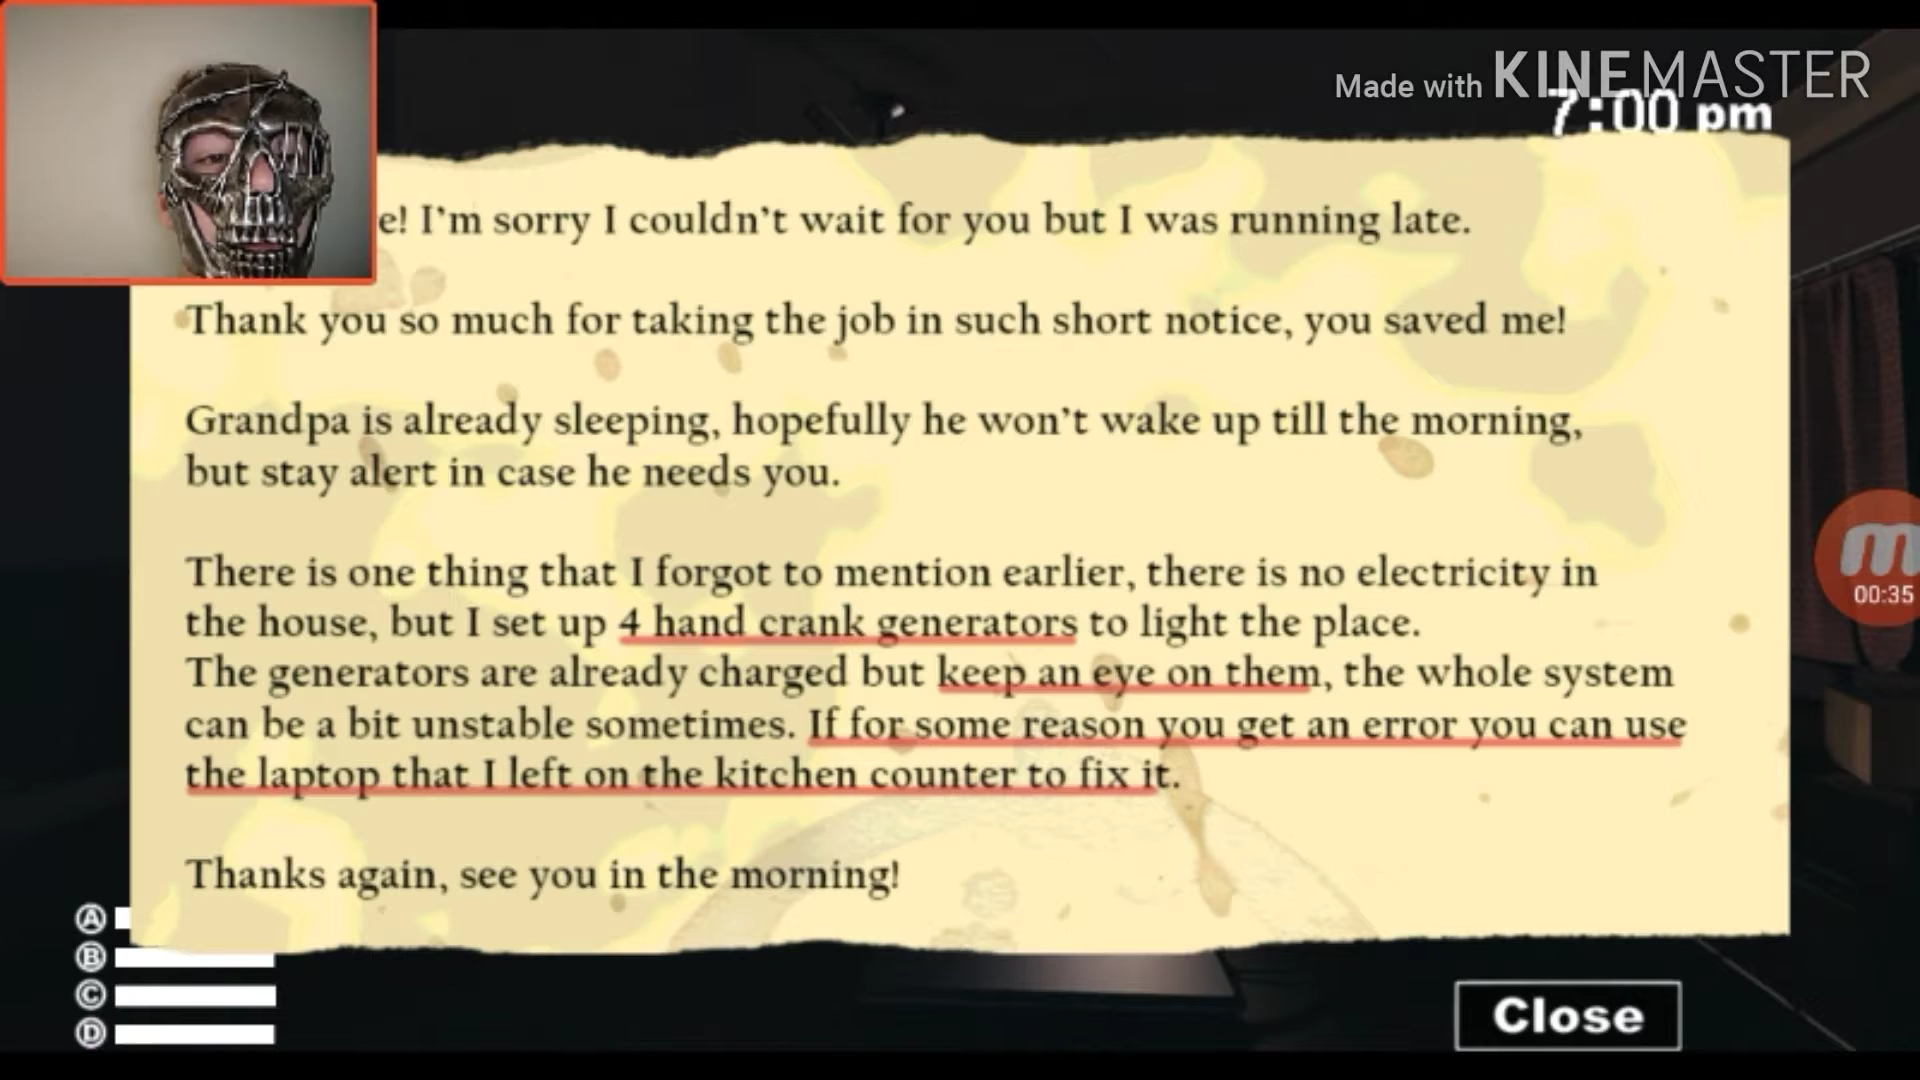 Made with KINEMASTER
7:00 pm
e! I'm sorry I couldn't wait for you but I was running late.
Thank you so much for taking the job in such short notice, you saved me!
Grandpa is already sleeping, hopefully he won't wake up till the morning,
but stay alert in case he needs you.
There is one thing that I forgot to mention earlier, there is no electricity in
the house, but I set up 4 hand crank generators to light the place.
The generators are already charged but keep an eye on them, the whole system
can be a bit unstable sometimes. If for some reason you get an error you can use
the laptop that I left on the kitchen counter to fix it.
Thanks again, see you in the morning!
m
00:35
A
B
C
D
Close